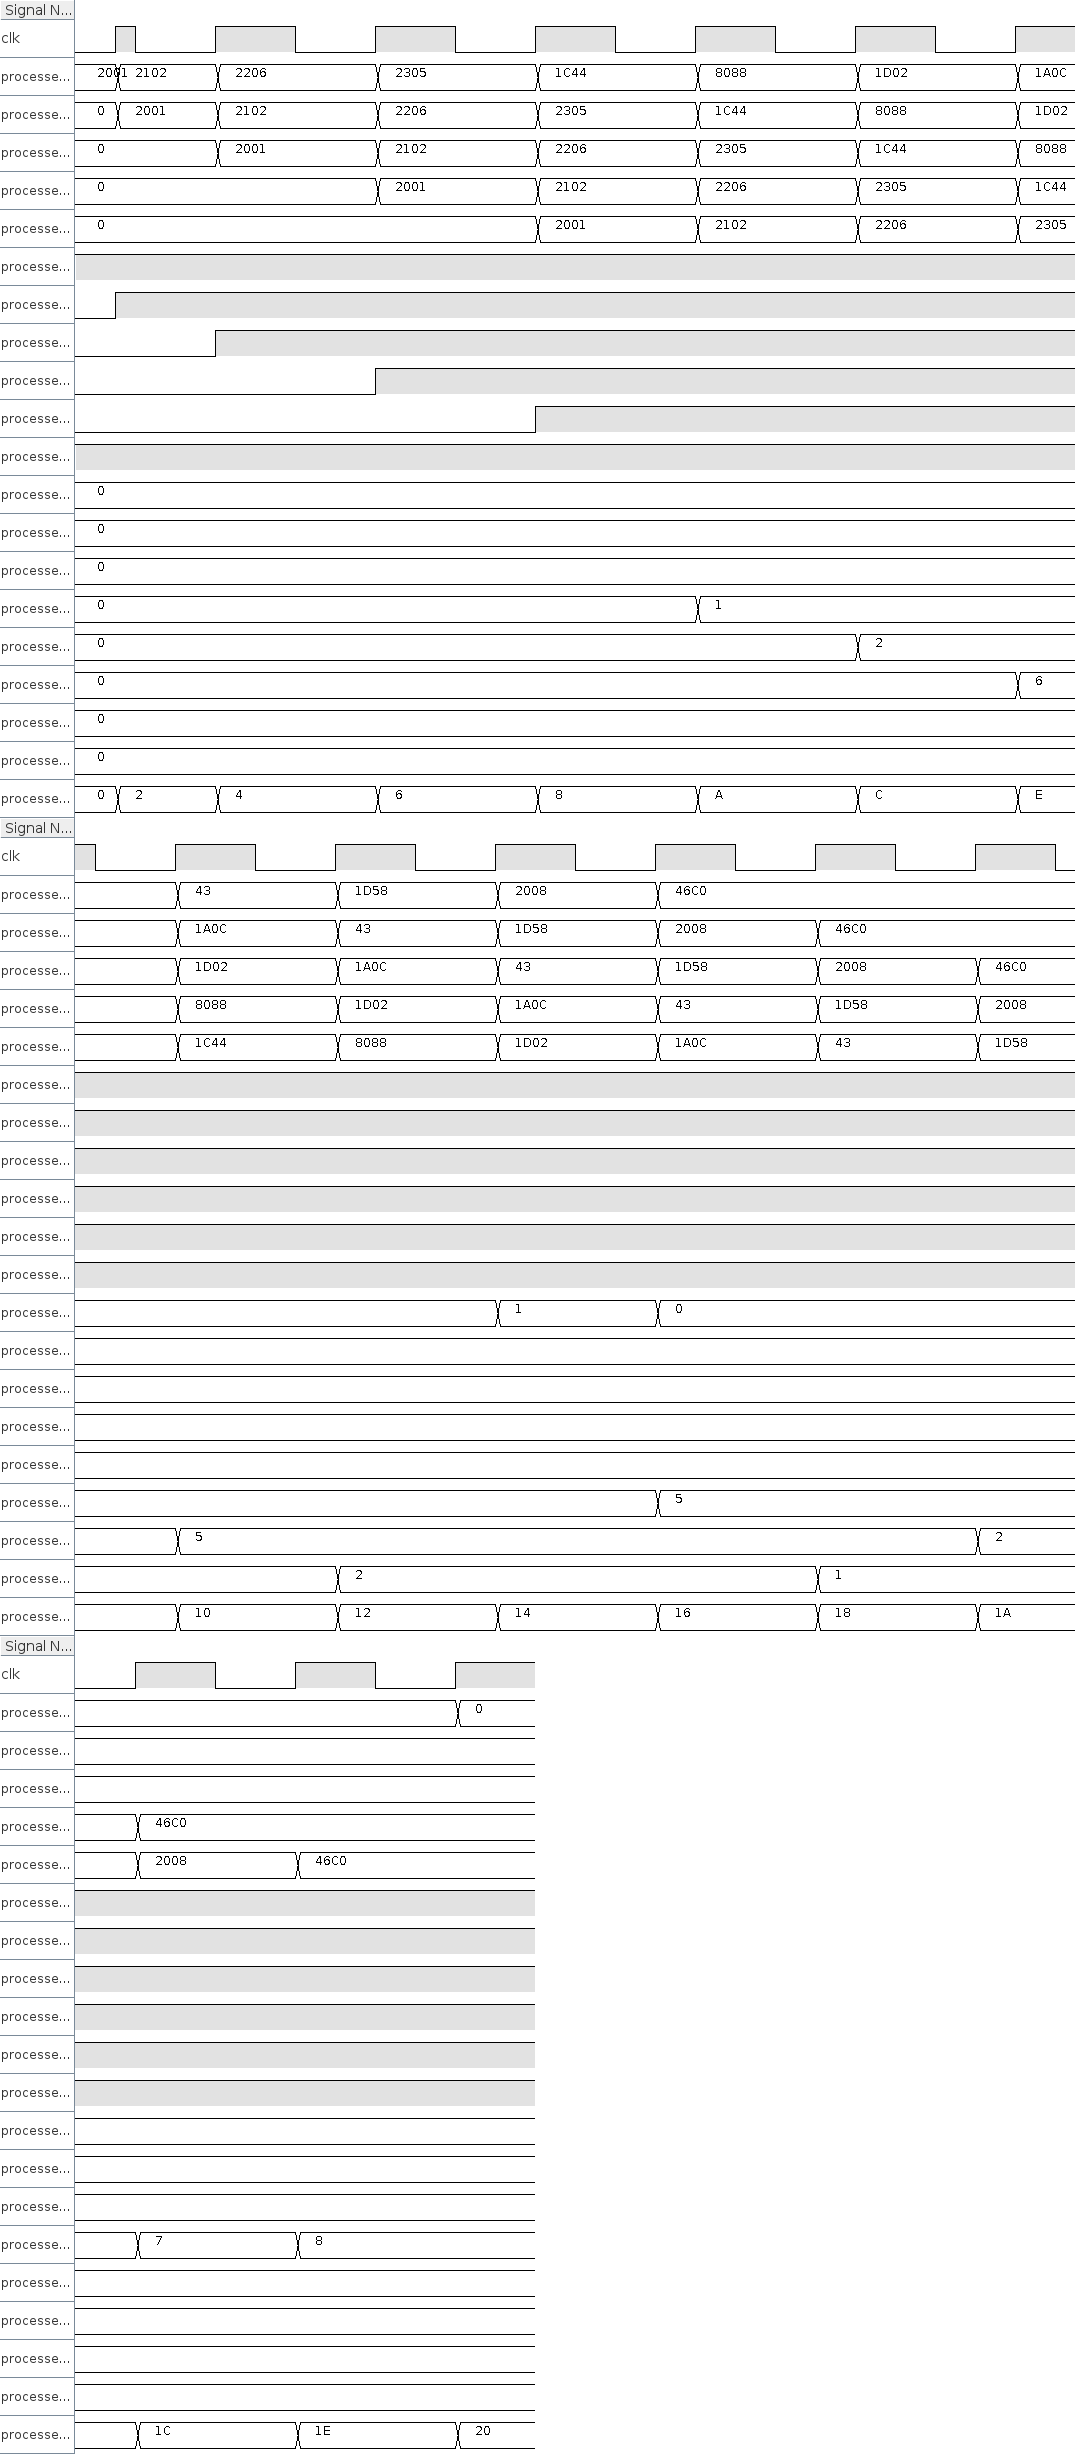 Signal N...
clk
processe... 2001 2102 2206 2305 1C44 8088 1D02 1A0C
processe... 0 2001 2102 2206 2305 1C44 8088 1D02
processe... 0 2001 2102 2206 2305 1C44 8088
processe... 0 2001 2102 2206 2305 1C44
processe... 0 2001 2102 2206 2305
processe...
processe...
processe...
processe...
processe...
processe...
processe... 0
processe... 0
processe... 0
processe... 0 1
processe... 0 2
processe... 0 6
processe... 0
processe... 0
processe... 0 2 4 6 8 A C E
Signal N...
clk
processe... 43 1D58 2008 46C0
processe... 1A0C 43 1D58 2008 46C0
processe... 1D02 1A0C 43 1D58 2008 46C0
processe... 8088 1D02 1A0C 43 1D58 2008
processe... 1C44 8088 1D02 1A0C 43 1D58
processe...
processe...
processe...
processe...
processe...
processe...
processe... 1 0
processe...
processe...
processe...
processe...
processe... 5
processe... 5 2
processe... 2 1
processe... 10 12 14 16 18 1A
Signal N...
clk
processe... 0
processe...
processe...
processe... 46C0
processe... 2008 46C0
processe...
processe...
processe...
processe...
processe...
processe...
processe...
processe...
processe...
processe... 7 8
processe...
processe...
processe...
processe...
processe... 1C 1E 20